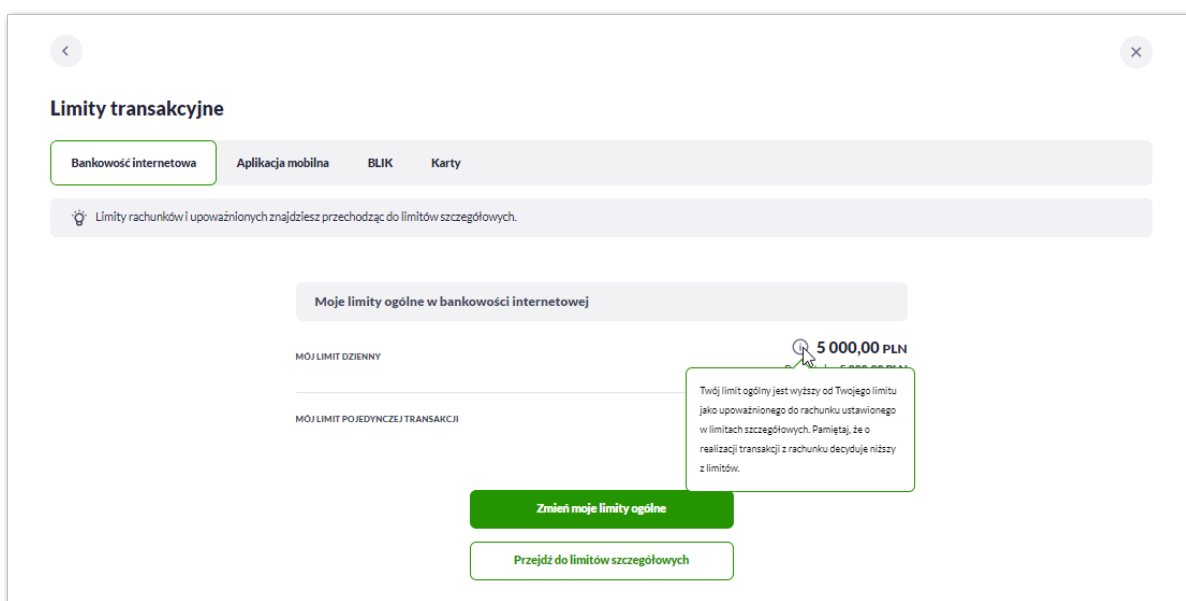 Limity transakcyjne
Bankowość internetowa Aplikacja mobilna BLIK Karty
Limity rachunków i upoważnionych znajdziesz przechodząc do limitów szczegółowych.
Moje limity ogólne w bankowości internetowej
MÓJ LIMIT DZIENNY
5 000,00 PLN
Twój limit ogólny jest wyższy od Twojego limitu
jako upoważnionego do rachunku ustawionego
w limitach szczegółowych. Pamiętaj, że o
realizacji transakcji z rachunku decyduje niższy
z limitów.
MÓJ LIMIT POJEDYNCZEJ TRANSAKCJI
Zmień moje limity ogólne
Przejdź do limitów szczegółowych